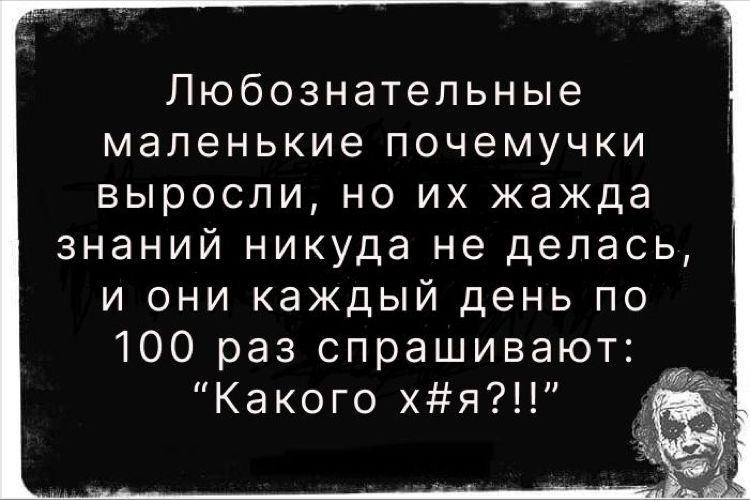 Любознательные
маленькие почемучки
выросли, но их жажда
знаний никуда не делась,
и они каждый день по
100 раз спрашивают:
“Какого х#я?!!”